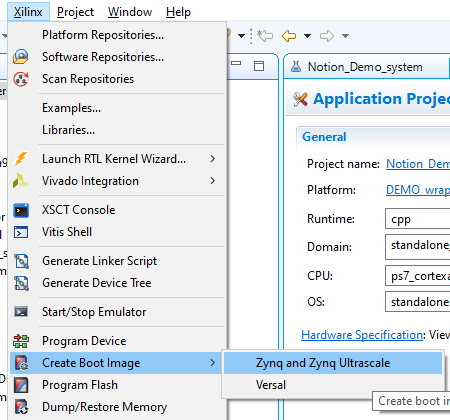 Xilinx Project Window Help
Platform Repositories...
Software Repositories...
Scan Repositories
Examples...
Libraries...
Launch RTL Kernel Wizard...
Vivado Integration
XSCT Console
Vitis Shell
Generate Linker Script
Generate Device Tree
Start/Stop Emulator
Program Device
Create Boot Image
Program Flash
Dump/Restore Memory
Zynq and Zynq Ultrascale
Versal
Create boot in
Notion_Demo_system
Application Projec
General
Project name: Notion_Dem
Platform: DEMO_wrap
Runtime: cpp
Domain: standalone_
CPU: ps7_cortexa
OS: standalone
Hardware Specification: View